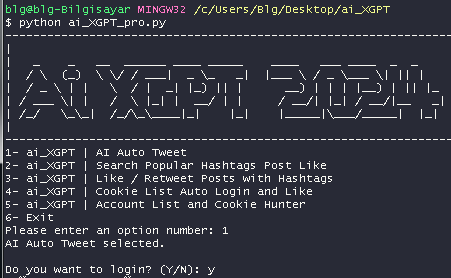 blg@blg-Bilgisayar MINGW32 /c/Users/Blg/Desktop/ai_XGPT
$ python ai_XGPT_pro.py
Ai XGPT 2024
1- ai_XGPT | AI Auto Tweet
2- ai_XGPT | Search Popular Hashtags Post Like
3- ai_XGPT | Like / Retweet Posts with Hashtags
4- ai_XGPT | Cookie List Auto Login and Like
5- ai_XGPT | Account List and Cookie Hunter
6- Exit
Please enter an option number: 1
AI Auto Tweet selected.
Do you want to login? (Y/N): y